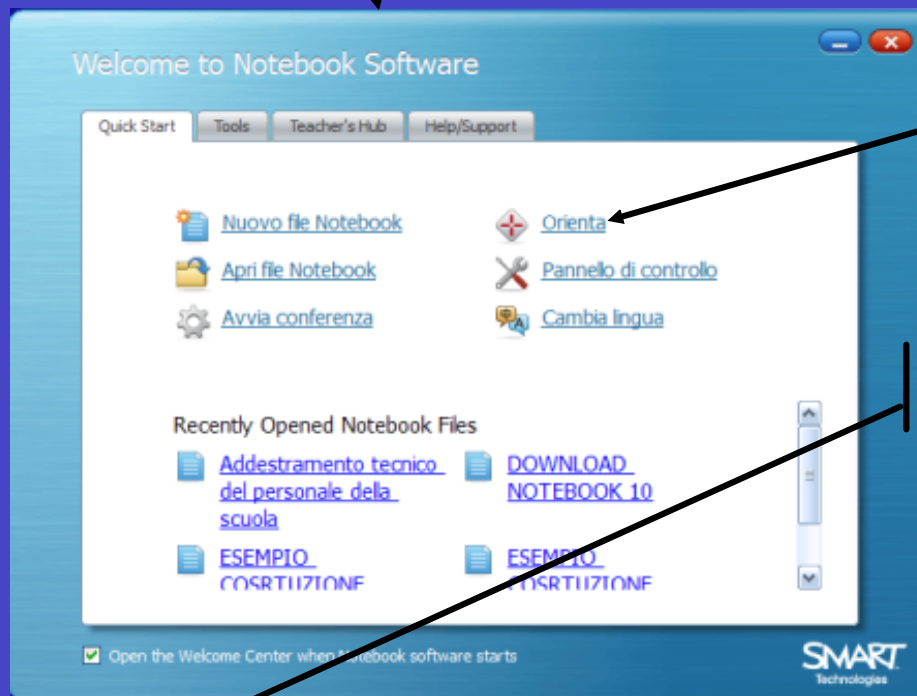 Welcome to Notebook Software
Quick Start Tools Teacher's Hub Help/Support
Nuovo file Notebook Orienta
Apri file Notebook Pannello di controllo
Avvia conferenza Cambia lingua
Recently Opened Notebook Files
Addestramento tecnico DOWNLOAD
del personale della NOTEBOOK 10
scuola
ESEMPIO ESEMPIO
COSRTUZIONE COSRTUZIONE
Open the Welcome Center when Notebook software starts
SMART
Technologies